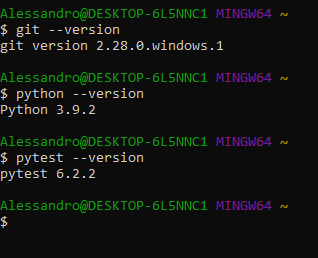 Alessandro@DESKTOP-6L5NNC1 MINGW64 ~
$ git --version
git version 2.28.0.windows.1
Alessandro@DESKTOP-6L5NNC1 MINGW64 ~
$ python --version
Python 3.9.2
Alessandro@DESKTOP-6L5NNC1 MINGW64 ~
$ pytest --version
pytest 6.2.2
Alessandro@DESKTOP-6L5NNC1 MINGW64 ~
$